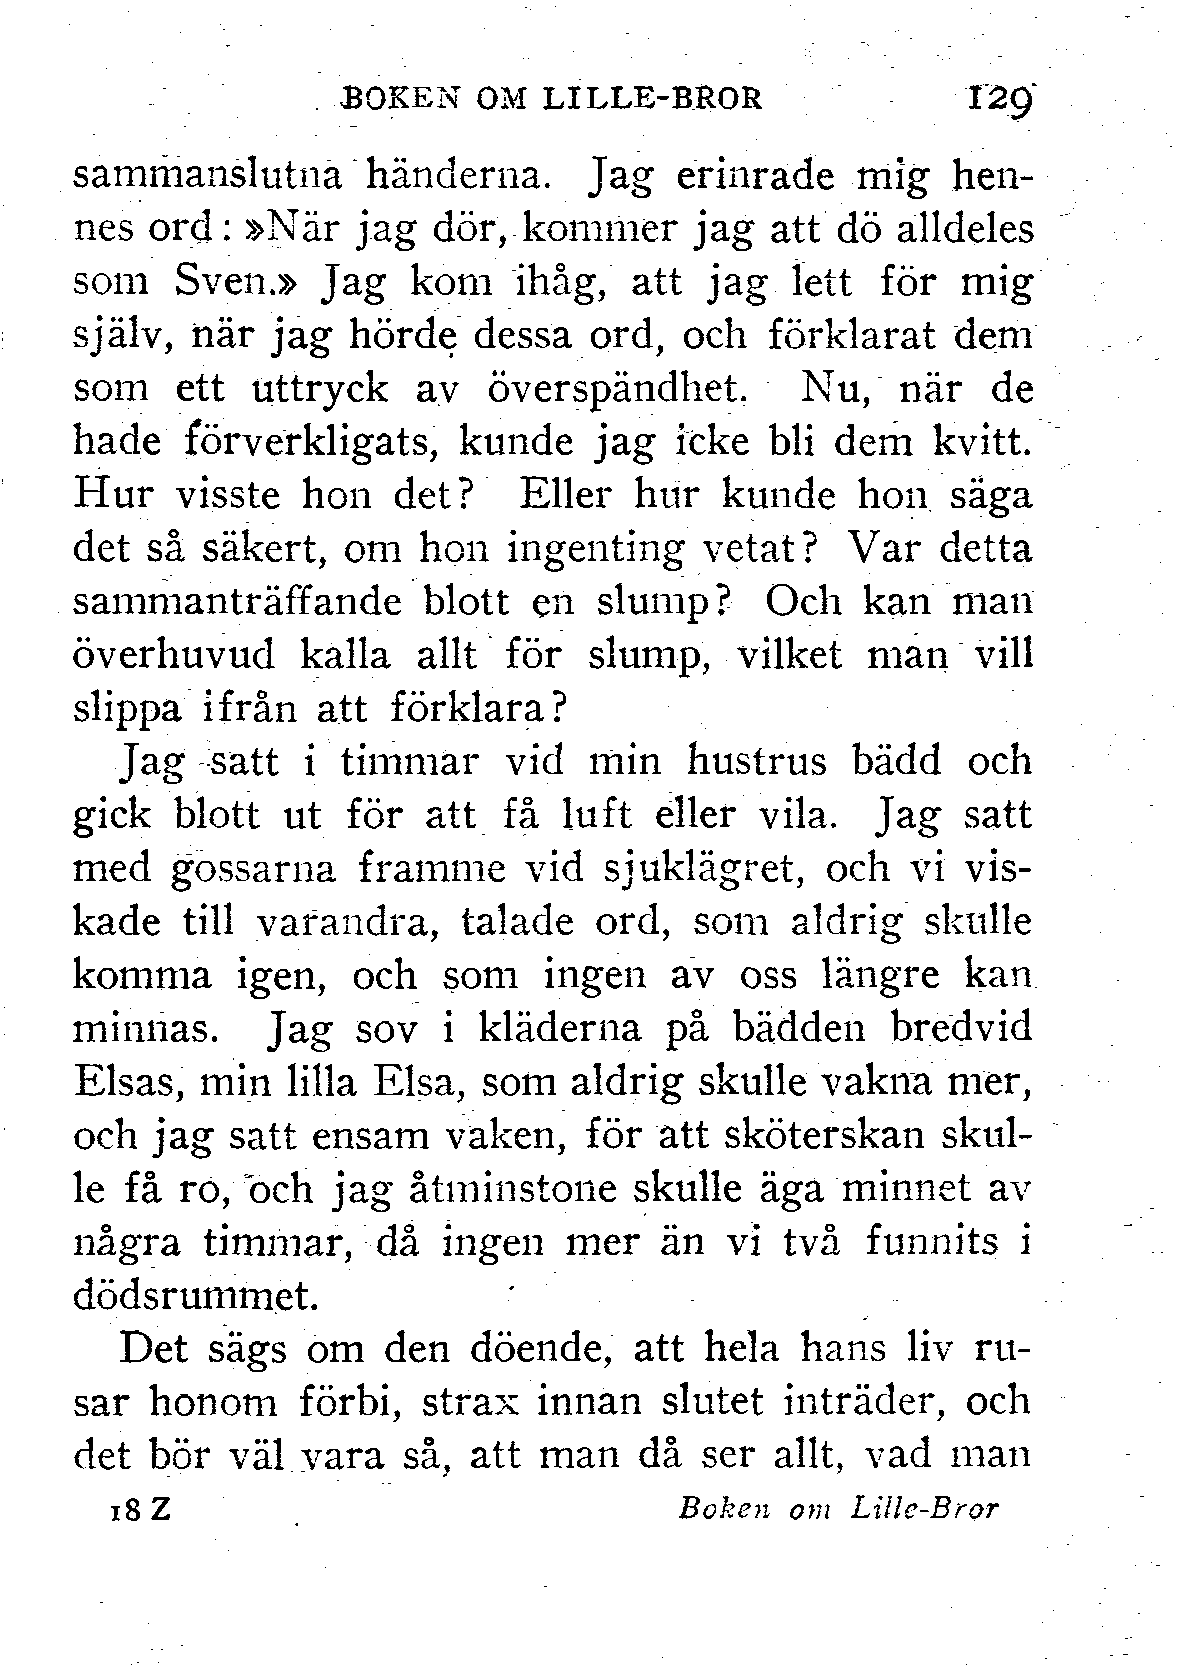 BOKEN OM LILLE-BROR 129
sammanslutna händerna. Jag erinrade mig hen-
nes ord: »När jag dör, kommer jag att dö alldeles
som Sven.» Jag kom ihåg, att jag lett för mig
själv, när jag hörde dessa ord, och förklarat dem
som ett uttryck av överspändhet. Nu, när de
hade förverkligats, kunde jag icke bli dem kvitt.
Hur visste hon det? Eller hur kunde hon säga
det så säkert, om hon ingenting vetat? Var detta
sammanträffande blott en slump? Och kan man
överhuvud kalla allt för slump, vilket man vill
slippa ifrån att förklara?
Jag satt i timmar vid min hustrus bädd och
gick blott ut för att få luft eller vila. Jag satt
med gossarna framme vid sjuklägret, och vi vis-
kade till varandra, talade ord, som aldrig skulle
komma igen, och som ingen av oss längre kan
minnas. Jag sov i kläderna på bädden bredvid
Elsas, min lilla Elsa, som aldrig skulle vakna mer,
och jag satt ensam vaken, för att sköterskan skul-
le få ro, och jag åtminstone skulle äga minnet av
några timmar, då ingen mer än vi två funnits i
dödsrummet.
Det sägs om den döende, att hela hans liv ru-
sar honom förbi, strax innan slutet inträder, och
det bör väl vara så, att man då ser allt, vad man
18 Z Boken om Lille-Bror